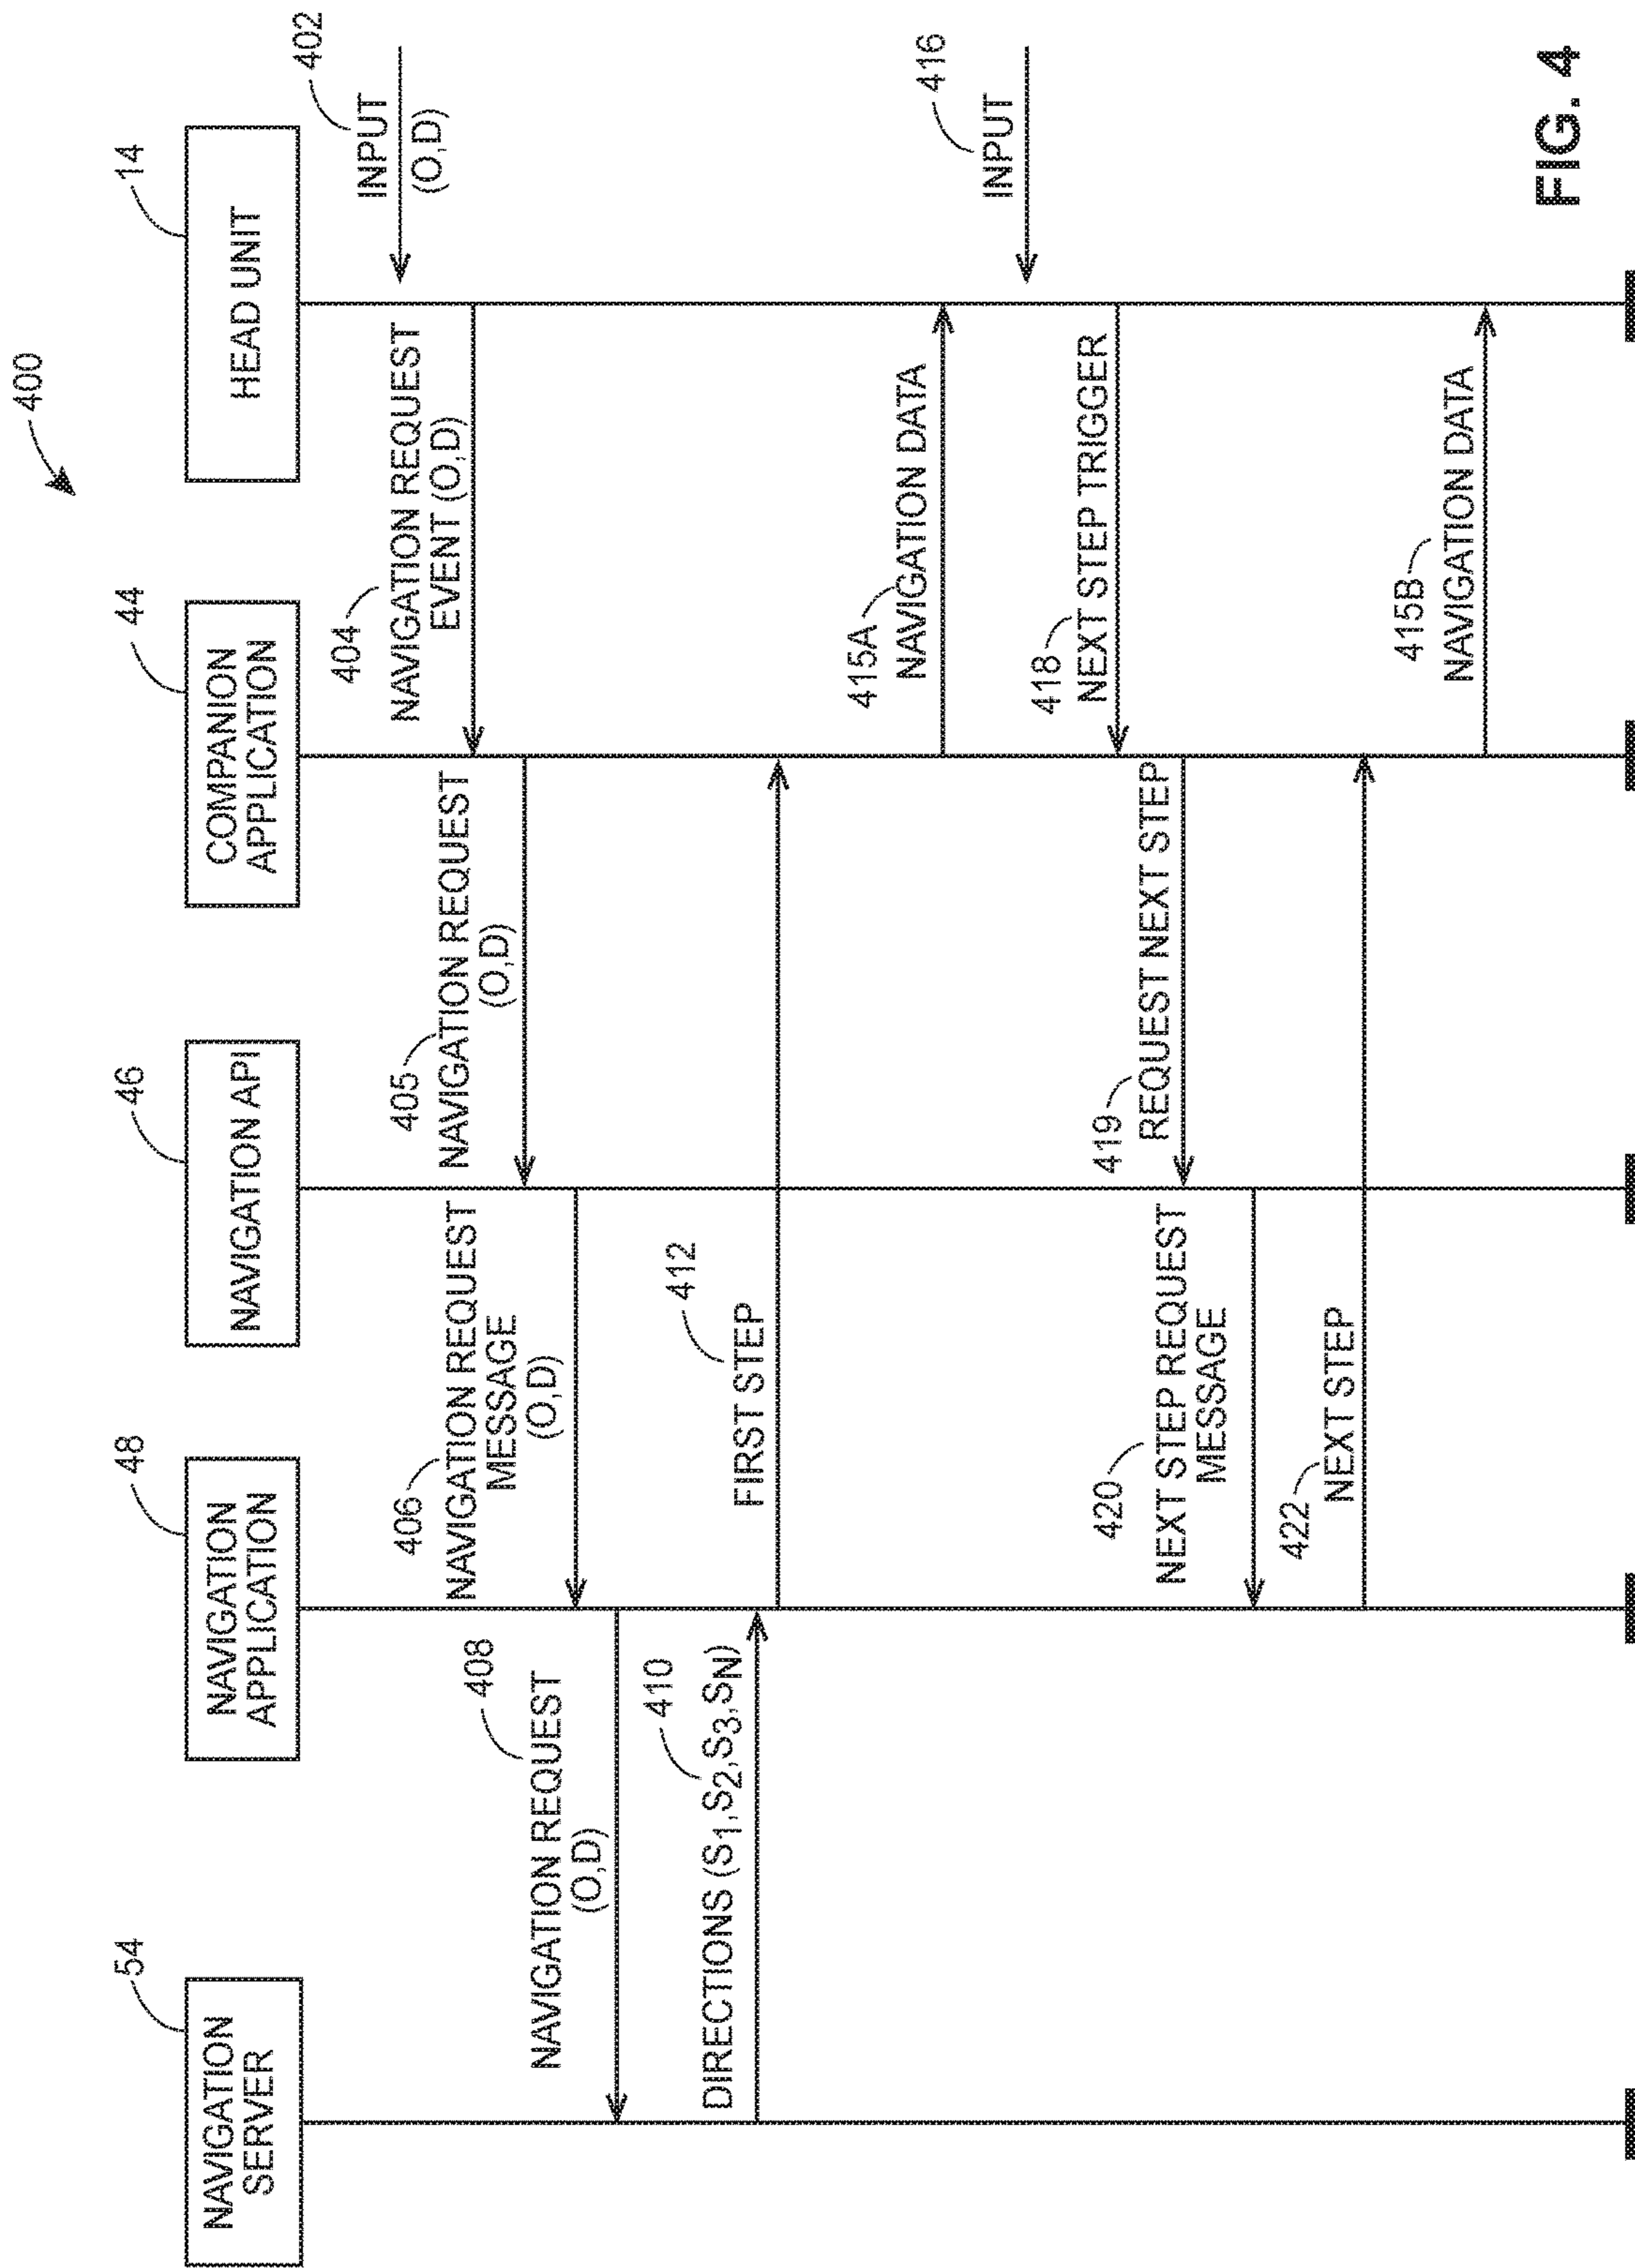 400
54
48
46
44
14
NAVIGATION
SERVER
NAVIGATION
APPLICATION
NAVIGATION API
COMPANION
APPLICATION
HEAD UNIT
402
INPUT
(O,D)
404
NAVIGATION REQUEST
EVENT (O,D)
405
NAVIGATION REQUEST
(O,D)
406
NAVIGATION REQUEST
MESSAGE
(O,D)
408
NAVIGATION REQUEST
(O,D)
410
DIRECTIONS (S1,S2,S3,SN)
412
FIRST STEP
415A
NAVIGATION DATA
416
INPUT
418
NEXT STEP TRIGGER
419
REQUEST NEXT STEP
420
NEXT STEP REQUEST
MESSAGE
422
NEXT STEP
415B
NAVIGATION DATA
FIG. 4